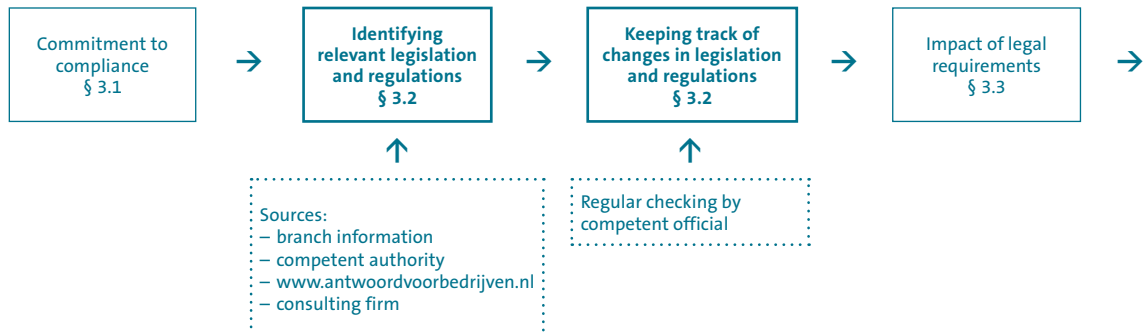 Commitment to
compliance
§ 3.1
→
Identifying
relevant legislation
and regulations
§ 3.2
→
Keeping track of
changes in legislation
and regulations
§ 3.2
→
Impact of legal
requirements
§ 3.3
→
↑
Sources:
– branch information
– competent authority
– www.antwoordvoorbedrijven.nl
– consulting firm
↑
Regular checking by
competent official